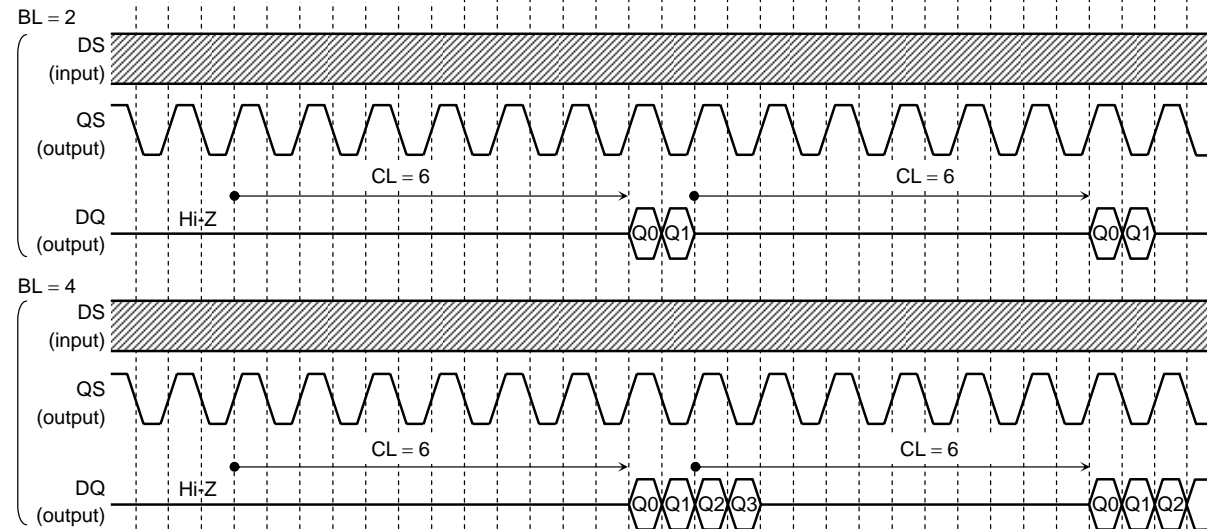 BL = 2
DS
(input)
QS
(output)
CL = 6 CL = 6
DQ Hi-Z
(output) Q0 Q1 Q0 Q1
BL = 4
DS
(input)
QS
(output)
CL = 6 CL = 6
DQ Hi-Z
(output) Q0 Q1 Q2 Q3 Q0 Q1 Q2